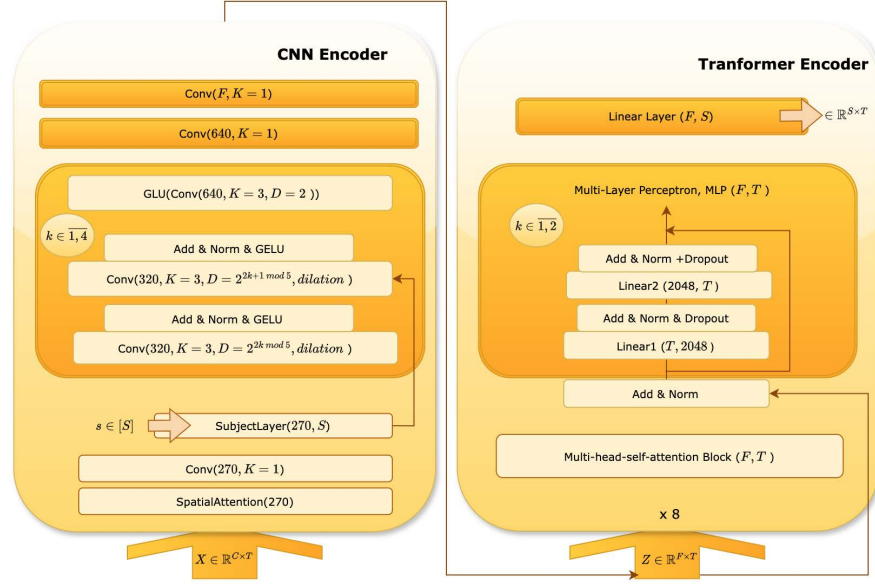 CNN Encoder
Conv(F, K = 1)
Conv(640, K = 1)
GLU(Conv(640, K = 3, D = 2 ))
k ∈ \overline{1,4}
Add & Norm & GELU
Conv(320, K = 3, D = 2^{2k+1 mod 5}, dilation )
Add & Norm & GELU
Conv(320, K = 3, D = 2^{2k mod 5}, dilation )
s ∈ [S]
SubjectLayer(270, S)
Conv(270, K = 1)
SpatialAttention(270)
X ∈ ℝ^{C×T}
Tranformer Encoder
Linear Layer (F, S)
∈ ℝ^{S×T}
Multi-Layer Perceptron, MLP (F, T )
k ∈ \overline{1,2}
Add & Norm +Dropout
Linear2 (2048, T )
Add & Norm & Dropout
Linear1 (T, 2048)
Add & Norm
Multi-head-self-attention Block (F, T )
x 8
Z ∈ ℝ^{F×T}